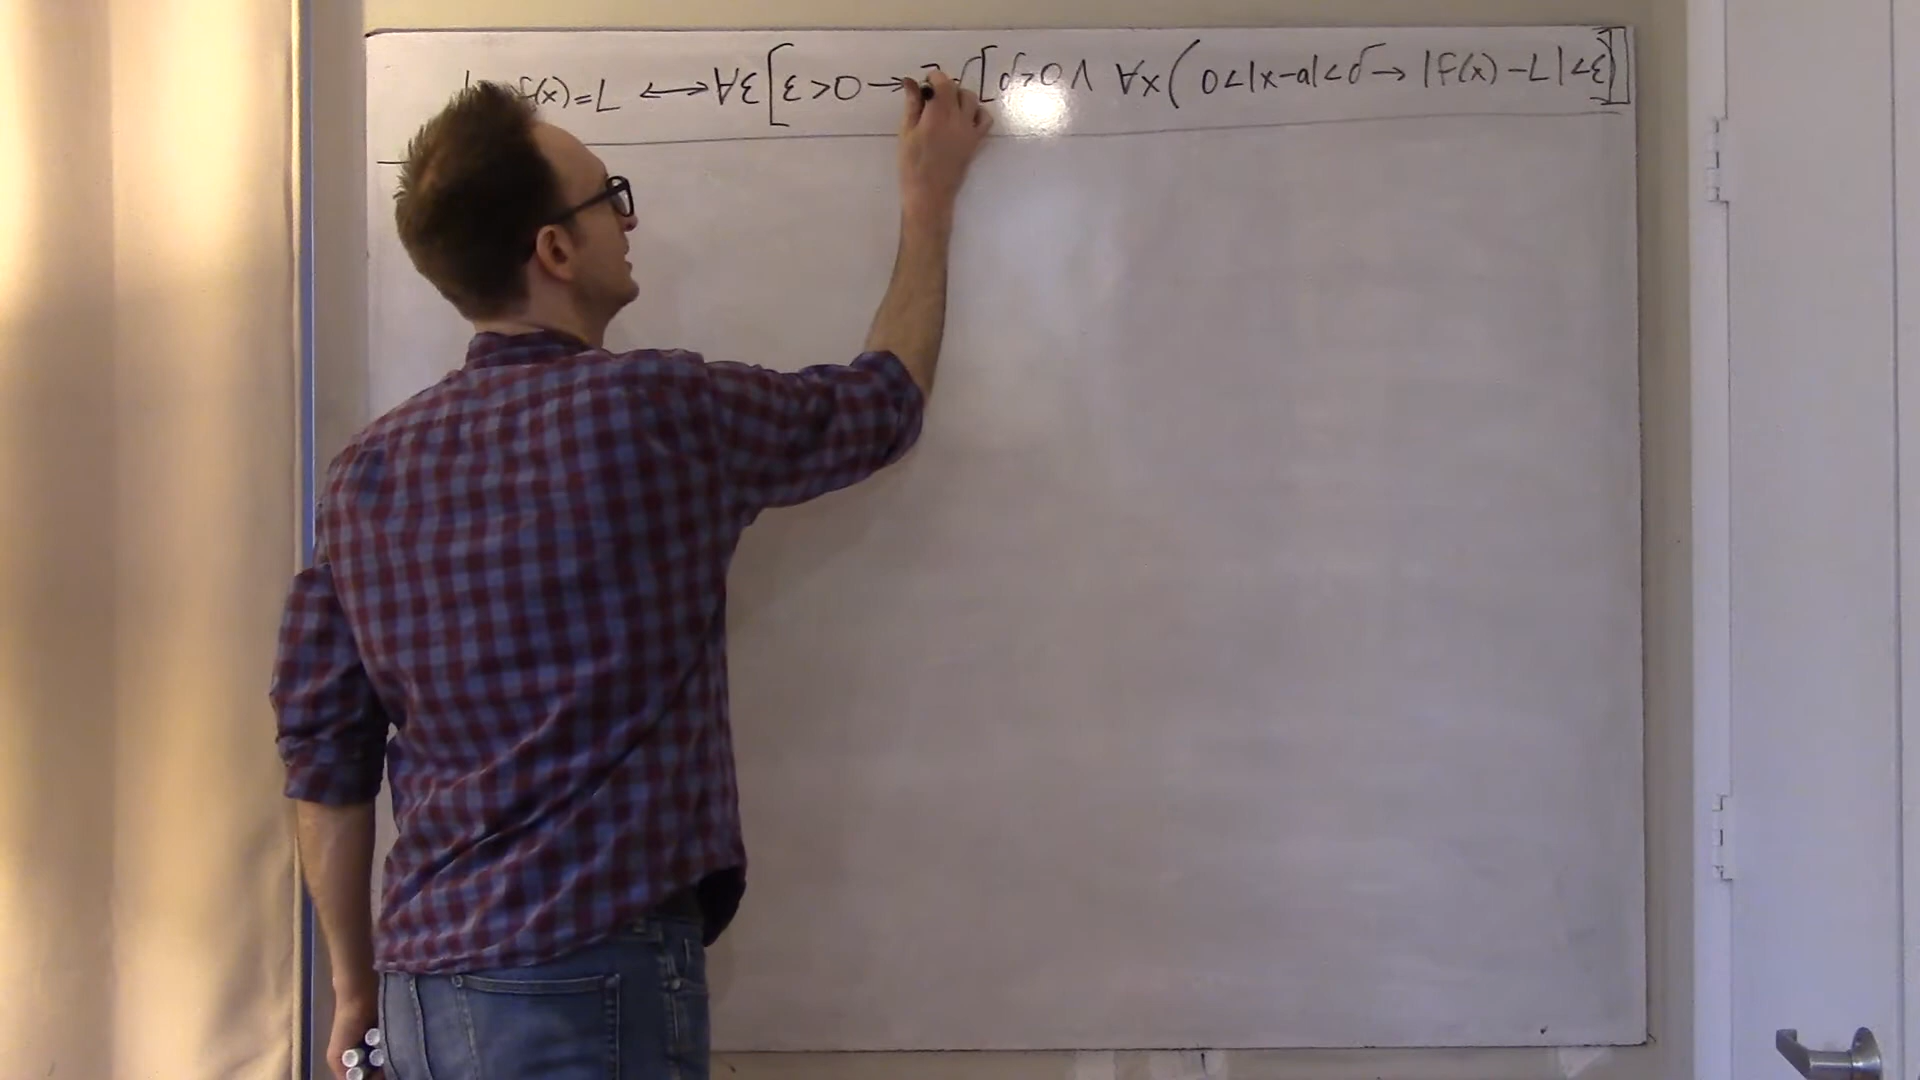 f(x)=L ⟷ ∀ε[ε>0→ [δ>0 ∧ ∀x(0<|x-a|<δ → |f(x)-L|<ε)]]